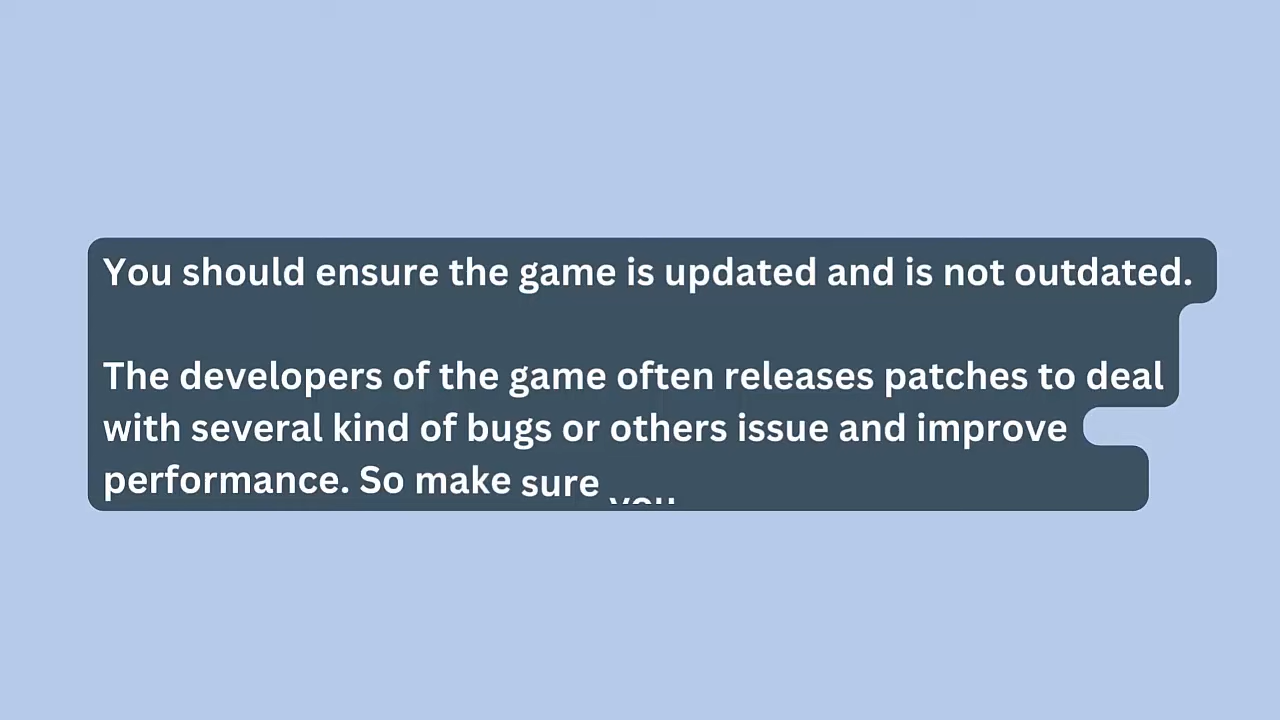 You should ensure the game is updated and is not outdated.
The developers of the game often releases patches to deal
with several kind of bugs or others issue and improve
performance. So make sure you